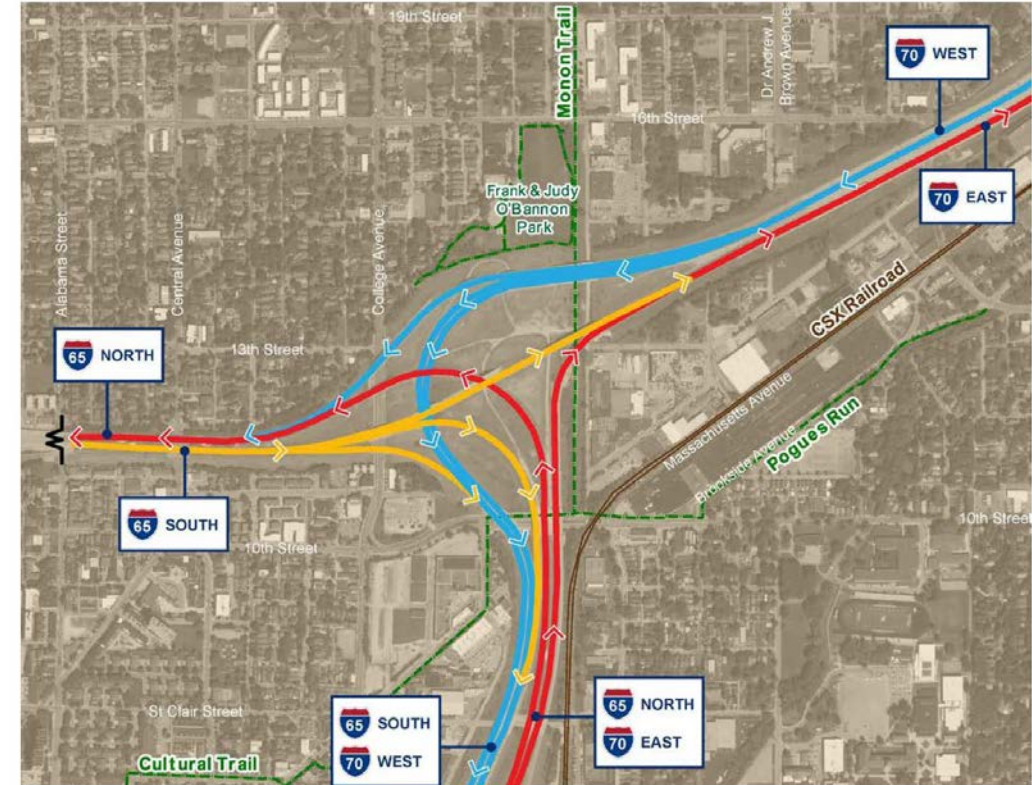 19th Street
Monon Trail
Dr Andrew J
Brown Avenue
70 WEST
16th Street
70 EAST
Frank & Judy
O'Bannon
Park
Alabama Street
Central Avenue
College Avenue
CSX Railroad
13th Street
65 NORTH
Massachusetts Avenue
Brookside Avenue
Pogues Run
65 SOUTH
10th Street
10th Street
St Clair Street
65 SOUTH
70 WEST
65 NORTH
70 EAST
Cultural Trail